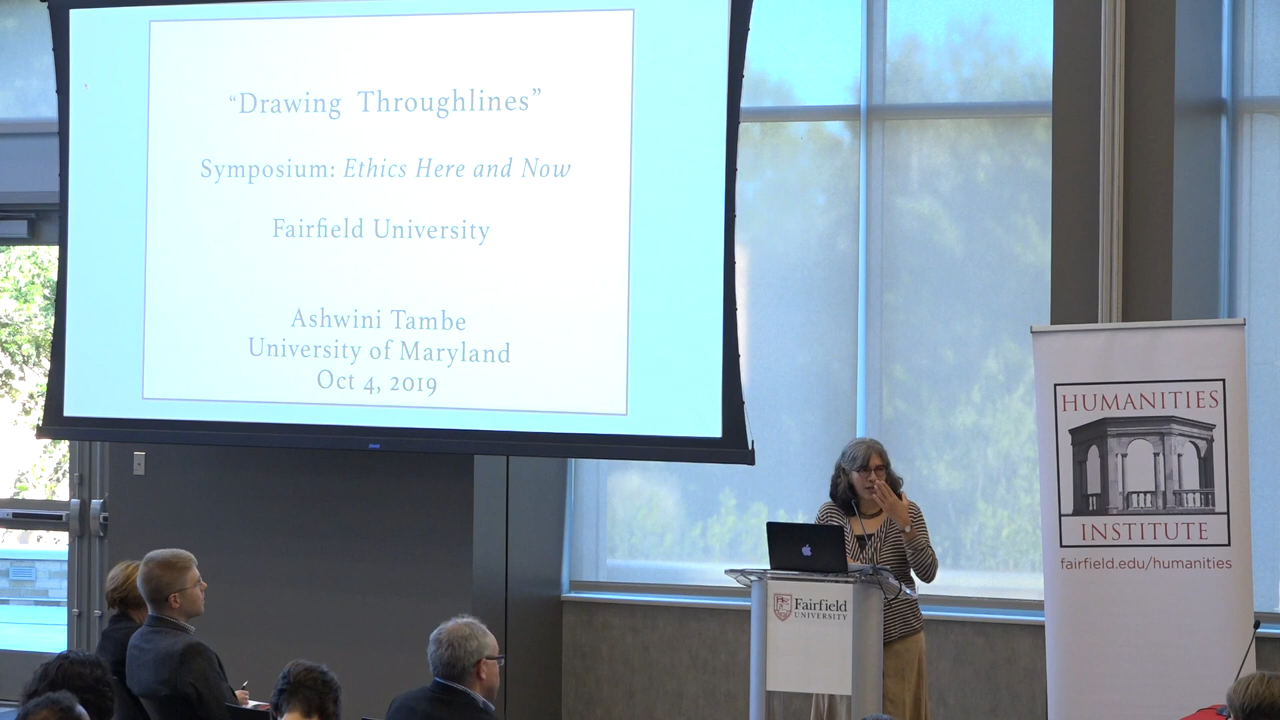 “Drawing Throughlines”
Symposium: Ethics Here and Now
Fairfield University
Ashwini Tambe
University of Maryland
Oct 4, 2019
HUMANITIES
INSTITUTE
fairfield.edu/humanities
Fairfield
UNIVERSITY